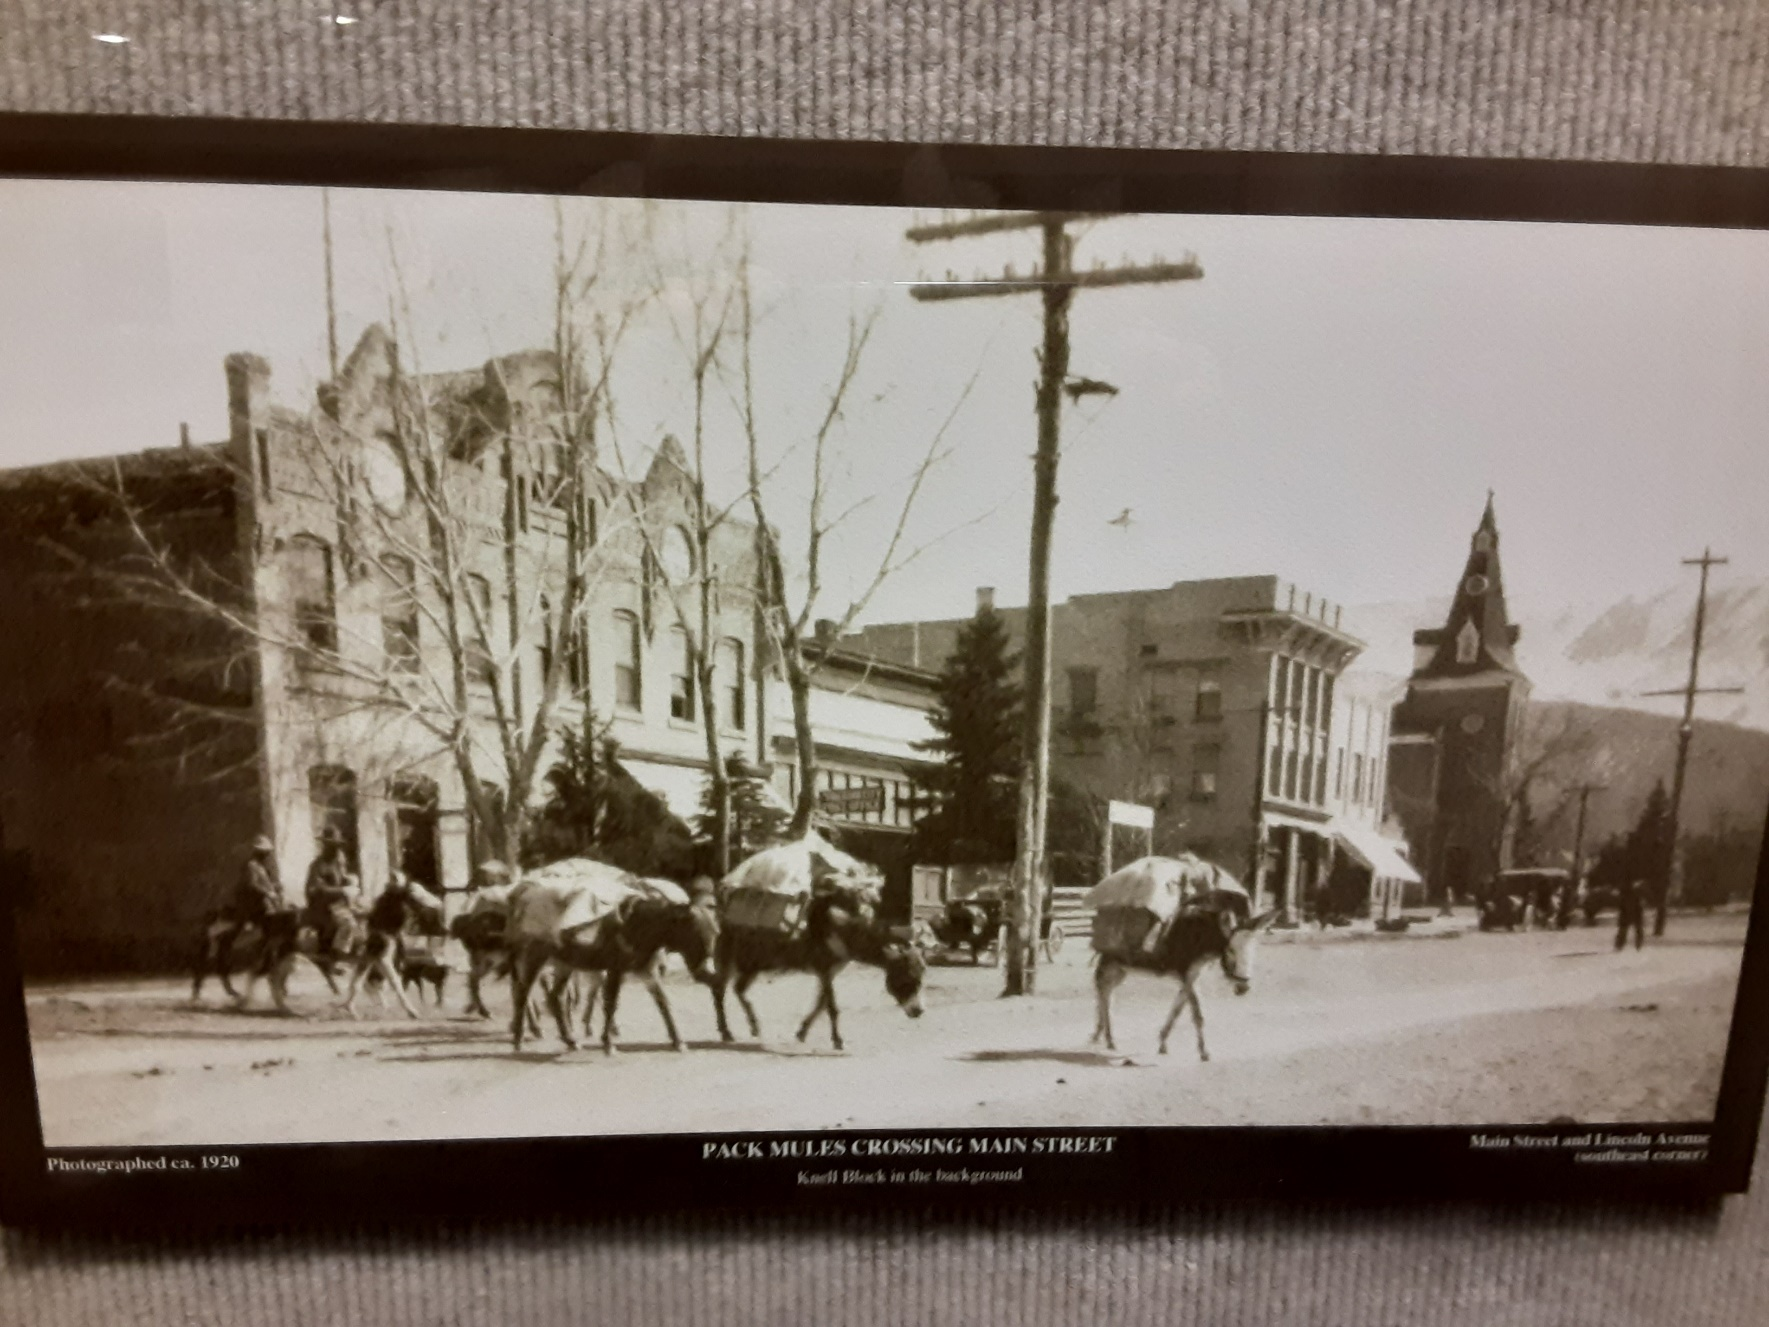 Photographed ca. 1920
PACK MULES CROSSING MAIN STREET
Knell Block in the background
Main Street and Lincoln Avenue
(southeast corner)